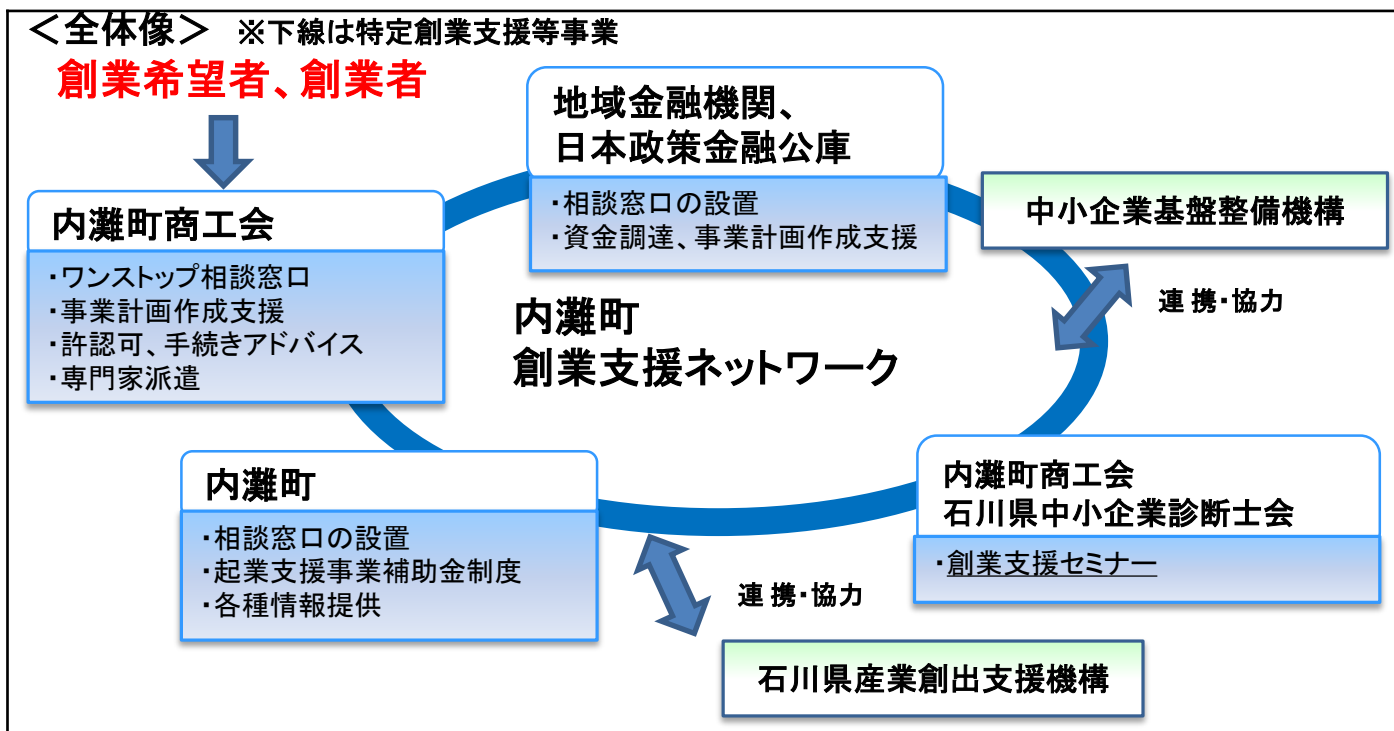 ＜全体像＞ ※下線は特定創業支援等事業
創業希望者、創業者
地域金融機関、
日本政策金融公庫
・相談窓口の設置
・資金調達、事業計画作成支援
中小企業基盤整備機構
内灘町商工会
・ワンストップ相談窓口
・事業計画作成支援
・許認可、手続きアドバイス
・専門家派遣
連 携・協力
内灘町
創業支援ネットワーク
内灘町
・相談窓口の設置
・起業支援事業補助金制度
・各種情報提供
内灘町商工会
石川県中小企業診断士会
・創業支援セミナー
連 携・協力
石川県産業創出支援機構